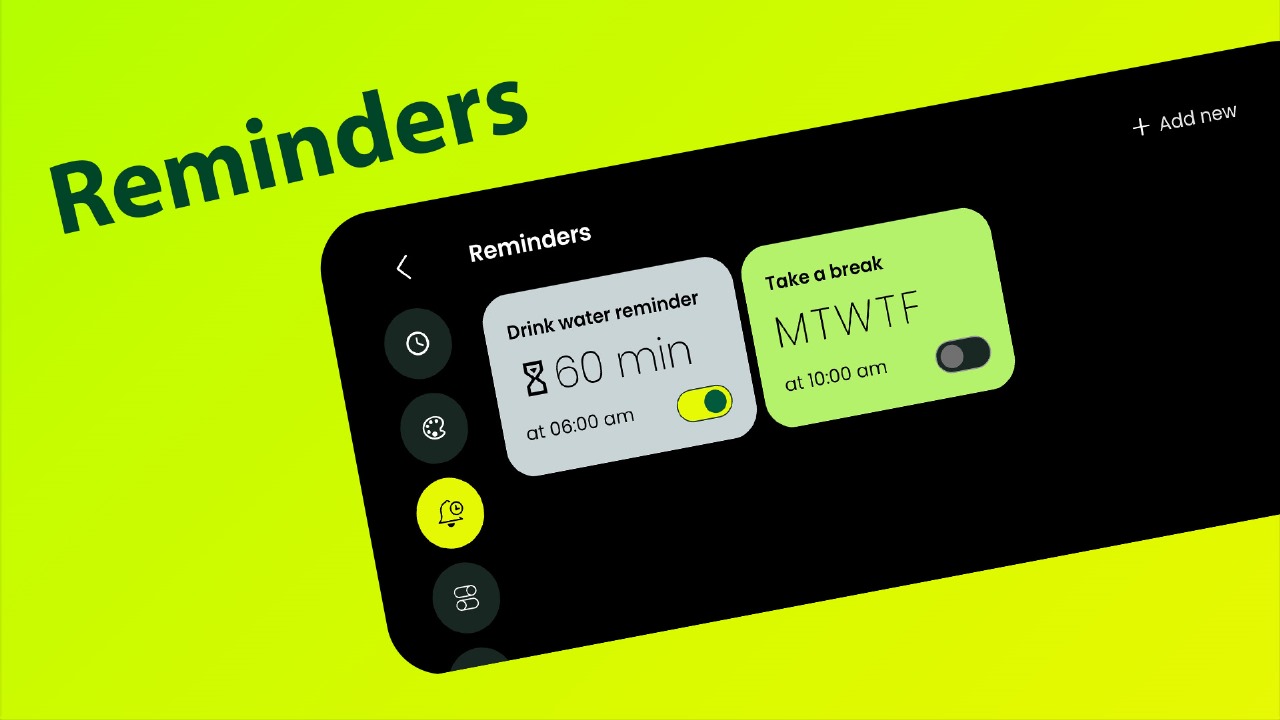 Reminders
+ Add new
Reminders
Drink water reminder
60 min
at 06:00 am
Take a break
MTWTF
at 10:00 am